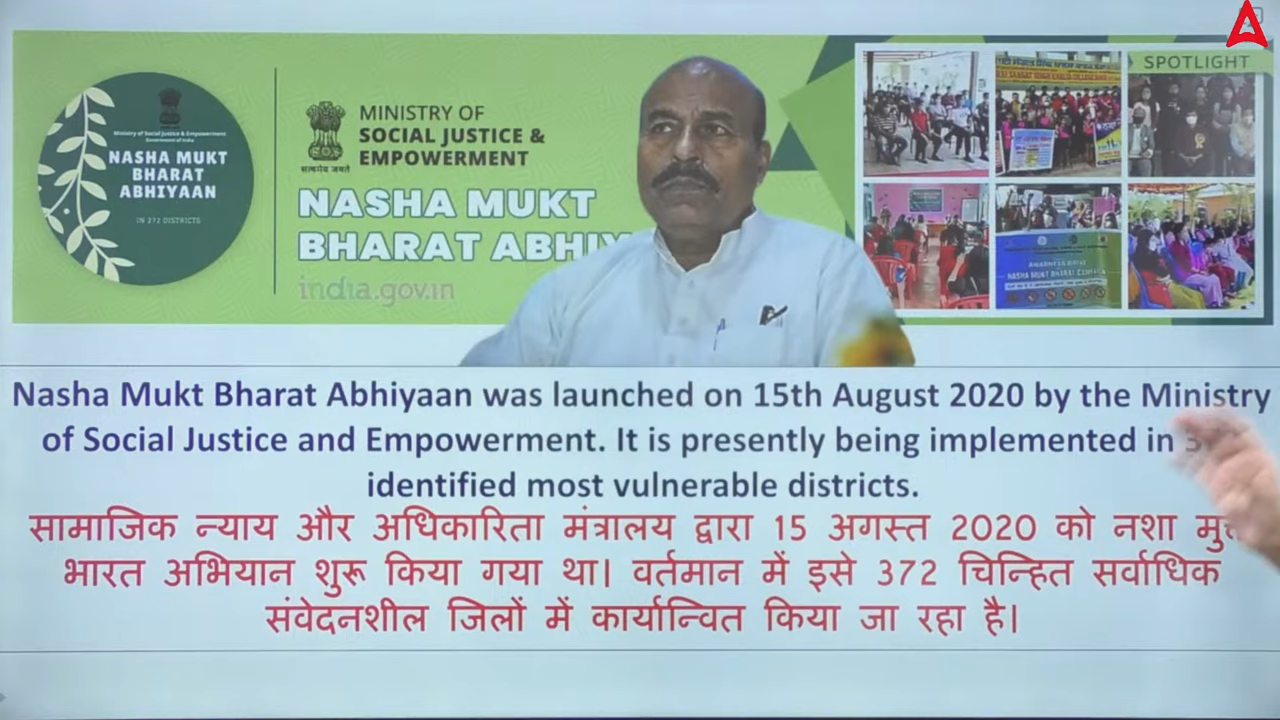 SPOTLIGHT
Ministry of Social Justice & Empowerment
Government of India
NASHA MUKT
BHARAT
ABHIYAAN
IN 272 DISTRICTS
सत्यमेव जयते
MINISTRY OF
SOCIAL JUSTICE &
EMPOWERMENT
NASHA MUKT
BHARAT ABHIY
india.gov.in
NASHA MUKT BHARAT CAMPAIGN
Nasha Mukt Bharat Abhiyaan was launched on 15th August 2020 by the Ministry
of Social Justice and Empowerment. It is presently being implemented in
identified most vulnerable districts.
सामाजिक न्याय और अधिकारिता मंत्रालय द्वारा 15 अगस्त 2020 को नशा
भारत अभियान शुरू किया गया था। वर्तमान में इसे 372 चिन्हित सर्वाधिक
संवेदनशील जिलों में कार्यान्वित किया जा रहा है।